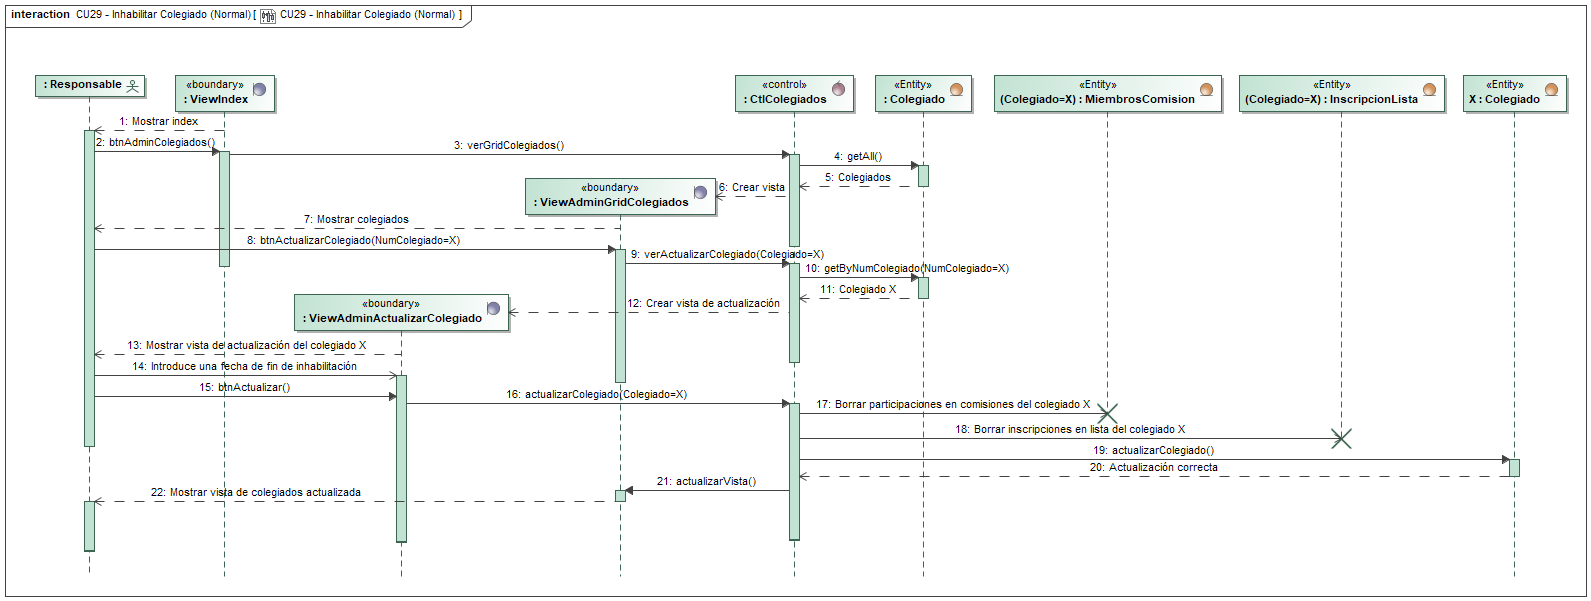 interaction CU29 - Inhabilitar Colegiado (Normal) [ CU29 - Inhabilitar Colegiado (Normal) ]
: Responsable
«boundary»
: ViewIndex
«control»
: CtlColegiados
«Entity»
: Colegiado
«Entity»
(Colegiado=X) : MiembrosComision
«Entity»
(Colegiado=X) : InscripcionLista
«Entity»
X : Colegiado
1: Mostrar index
2: btnAdminColegiados()
3: verGridColegiados()
4: getAll()
5: Colegiados
6: Crear vista
«boundary»
: ViewAdminGridColegiados
7: Mostrar colegiados
8: btnActualizarColegiado(NumColegiado=X)
9: verActualizarColegiado(Colegiado=X)
10: getByNumColegiado(NumColegiado=X)
11: Colegiado X
12: Crear vista de actualización
«boundary»
: ViewAdminActualizarColegiado
13: Mostrar vista de actualización del colegiado X
14: Introduce una fecha de fin de inhabilitación
15: btnActualizar()
16: actualizarColegiado(Colegiado=X)
17: Borrar participaciones en comisiones del colegiado X
18: Borrar inscripciones en lista del colegiado X
19: actualizarColegiado()
20: Actualización correcta
21: actualizarVista()
22: Mostrar vista de colegiados actualizada